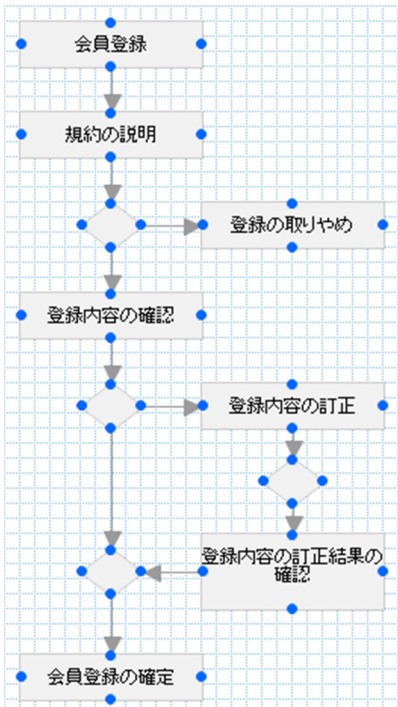 会員登録
規約の説明
登録の取りやめ
登録内容の確認
登録内容の訂正
登録内容の訂正結果の
確認
会員登録の確定